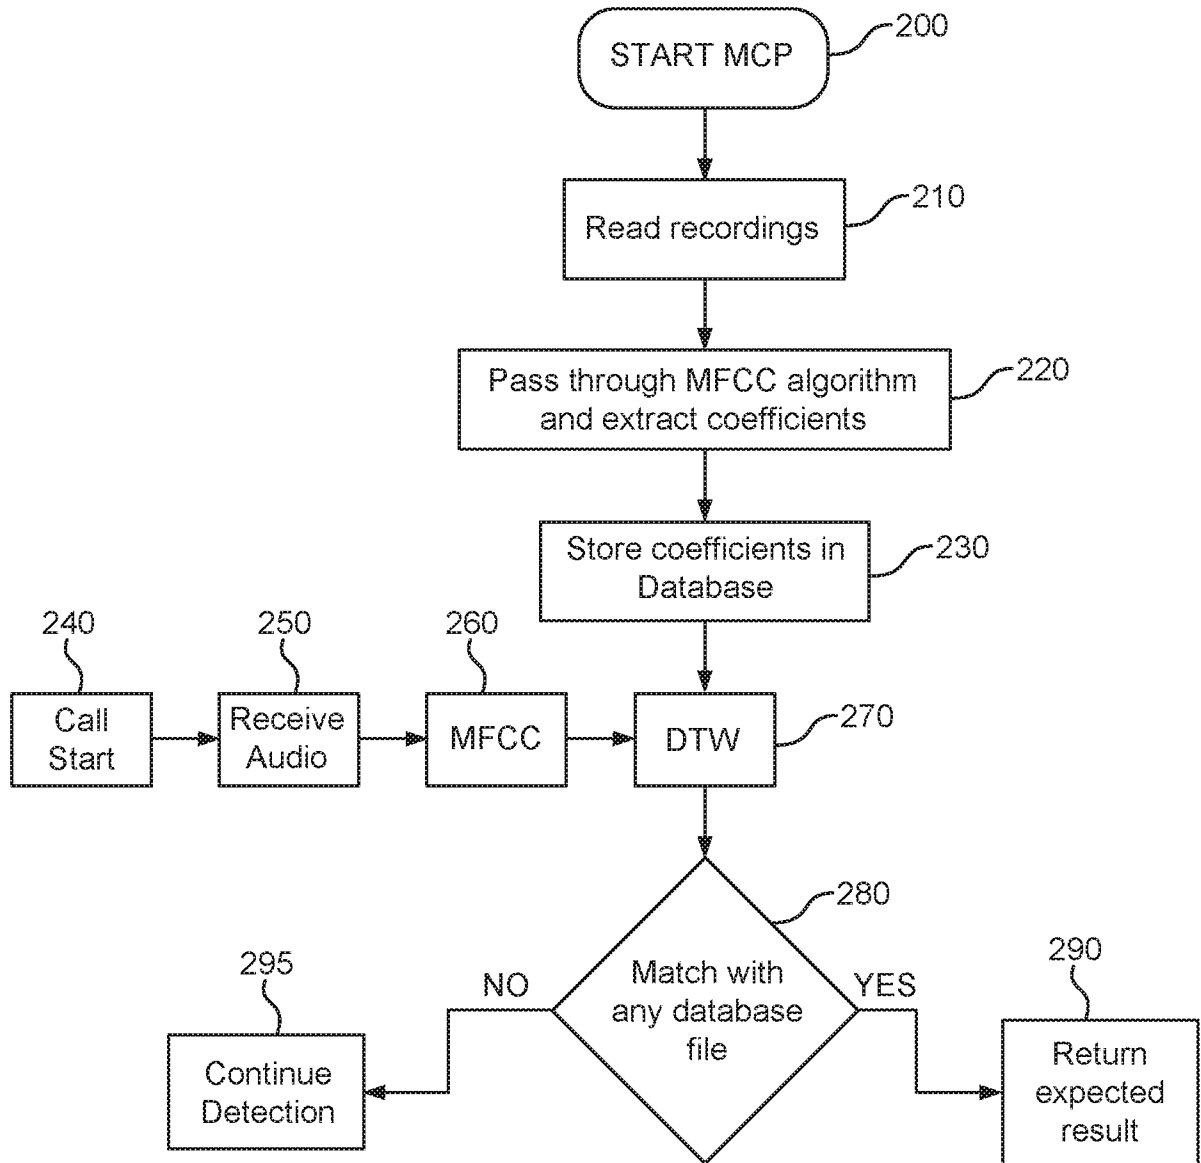 START MCP
200
Read recordings
210
Pass through MFCC algorithm
and extract coefficients
220
Store coefficients in
Database
230
240
250
260
Call
Start
Receive
Audio
MFCC
DTW
270
280
Match with
any database
file
NO
YES
295
Continue
Detection
290
Return
expected
result